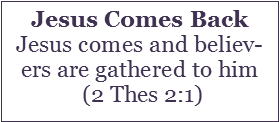 Jesus Comes Back
Jesus comes and believ-
ers are gathered to him
(2 Thes 2:1)